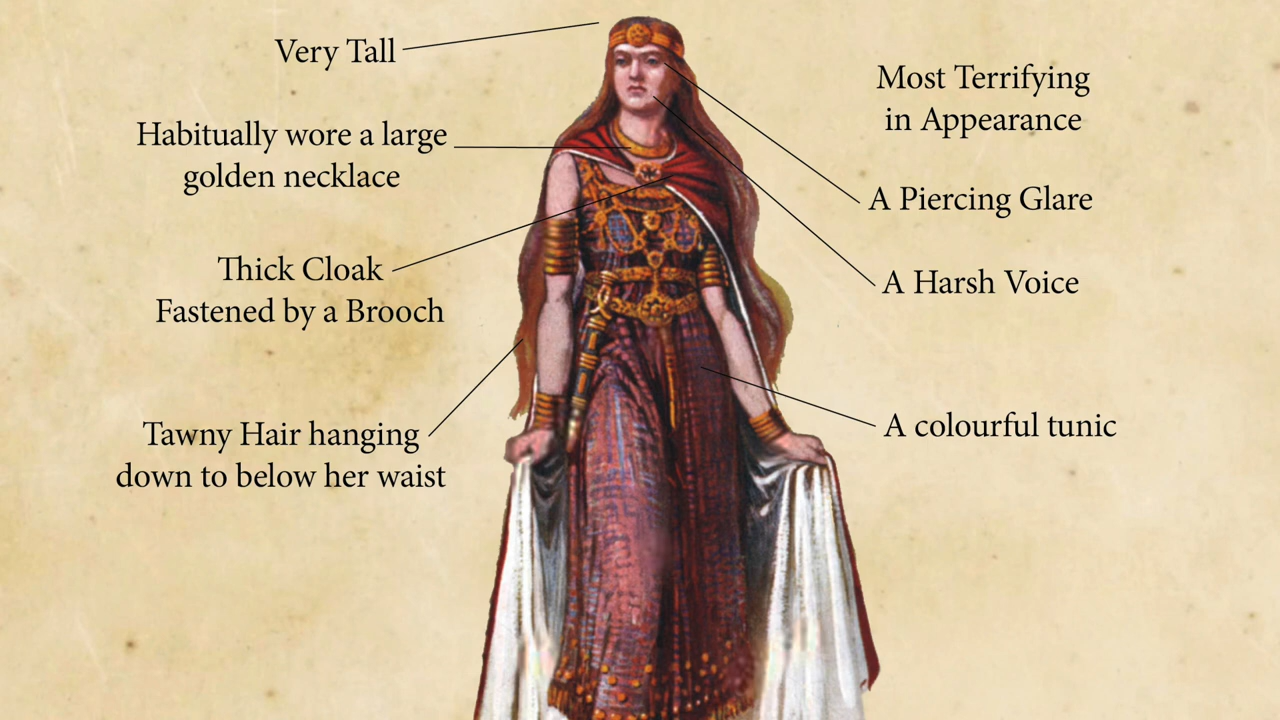 Very Tall
Habitually wore a large
golden necklace
Thick Cloak
Fastened by a Brooch
Tawny Hair hanging
down to below her waist
Most Terrifying
in Appearance
A Piercing Glare
A Harsh Voice
A colourful tunic